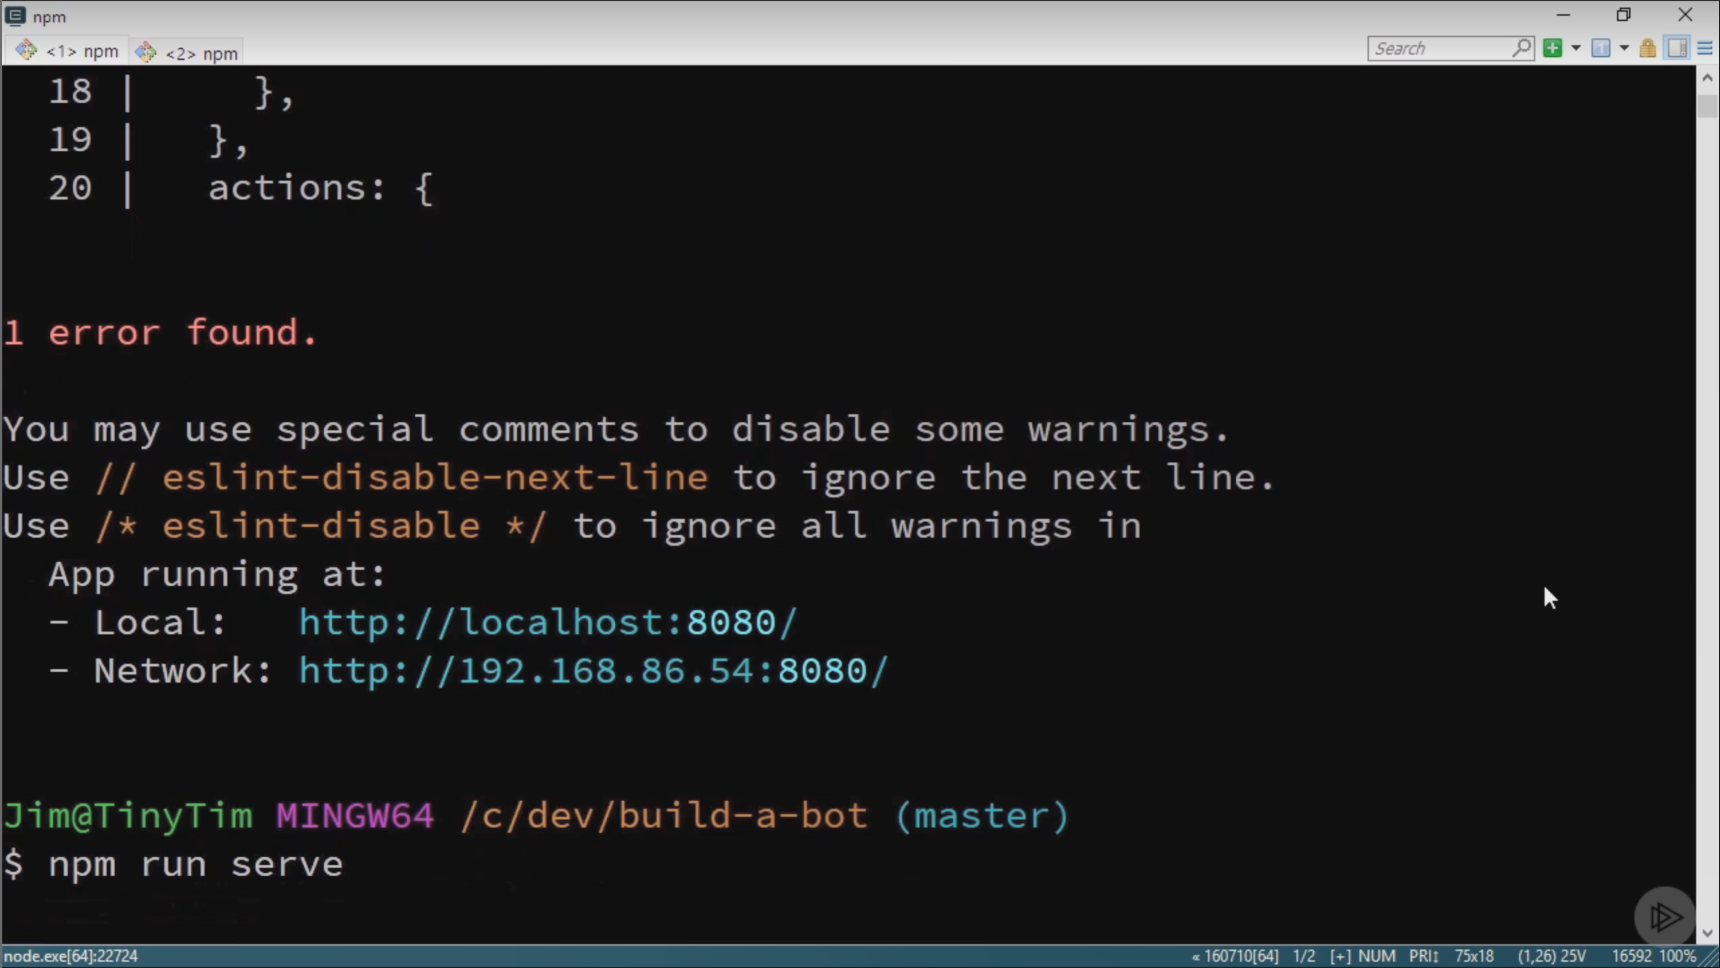 npm
<1> npm
<2> npm
Search
18 |     },
19 |   },
20 |   actions: {
1 error found.
You may use special comments to disable some warnings.
Use // eslint-disable-next-line to ignore the next line.
Use /* eslint-disable */ to ignore all warnings in
App running at:
- Local:   http://localhost:8080/
- Network: http://192.168.86.54:8080/
Jim@TinyTim MINGW64 /c/dev/build-a-bot (master)
$ npm run serve
node.exe[64]:22724
« 160710[64] 1/2 [+] NUM PRI↕ 75x18 (1,26) 25V 16592 100%